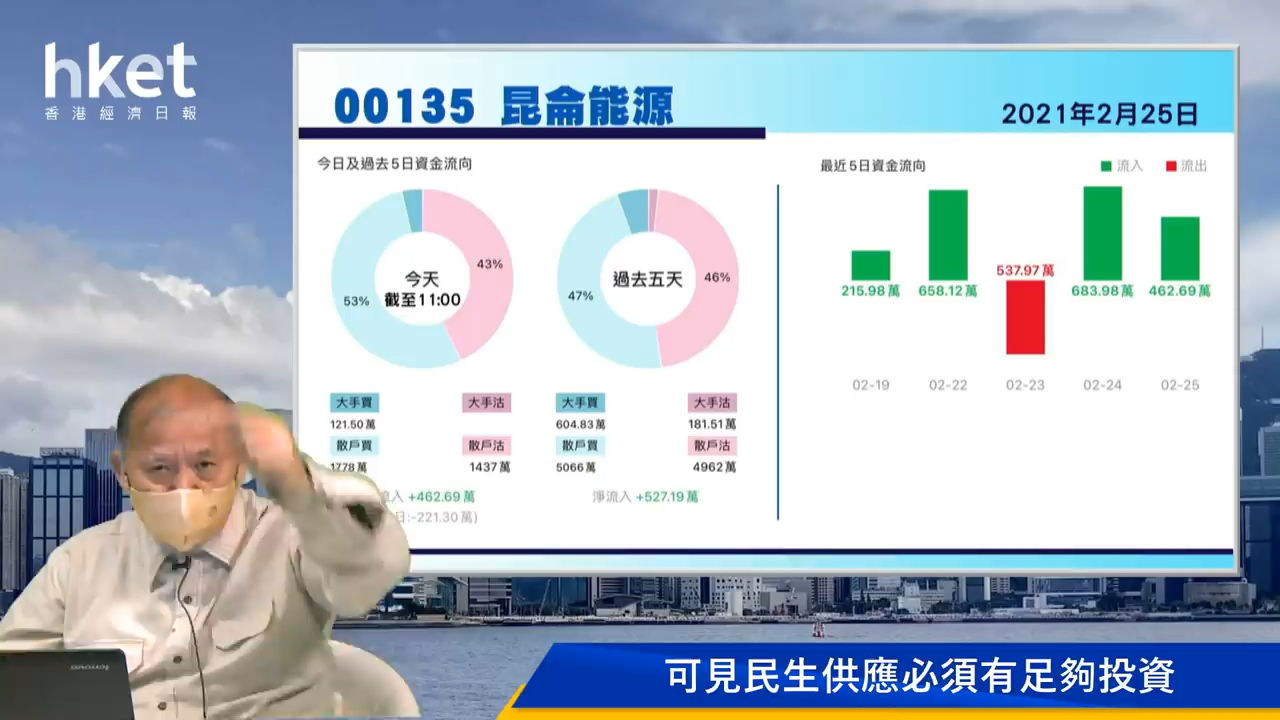 hket
香港經濟日報
00135 昆侖能源
2021年2月25日
今日及過去5日資金流向
43%
53%
今天
截至11:00
46%
47%
過去五天
大手買
大手沽
121.50萬
散戶買
散戶沽
1778萬
1437萬
流入 +462.69萬
日:-221.30萬)
大手買
大手沽
604.83萬
181.51萬
散戶買
散戶沽
5066萬
4962萬
淨流入 +527.19萬
最近5日資金流向
流入
流出
215.98萬
658.12萬
537.97萬
683.98萬
462.69萬
02-19
02-22
02-23
02-24
02-25
lenovo
可見民生供應必須有足夠投資